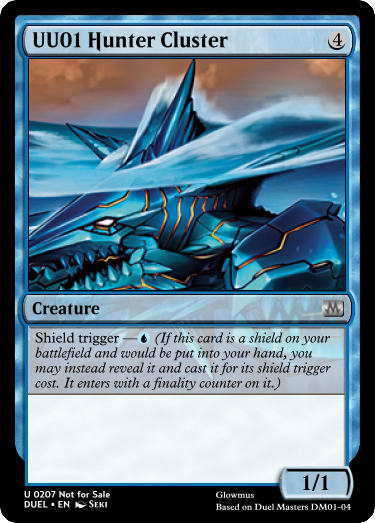 UU01 Hunter Cluster 4
Creature
Shield trigger — (If this card is a shield on your
battlefield and would be put into your hand, you
may instead reveal it and cast it for its shield trigger
cost. It enters with a finality counter on it.)
1/1
U 0207 Not for Sale
DUEL • EN Seki
Glowmus
Based on Duel Masters DM01-04